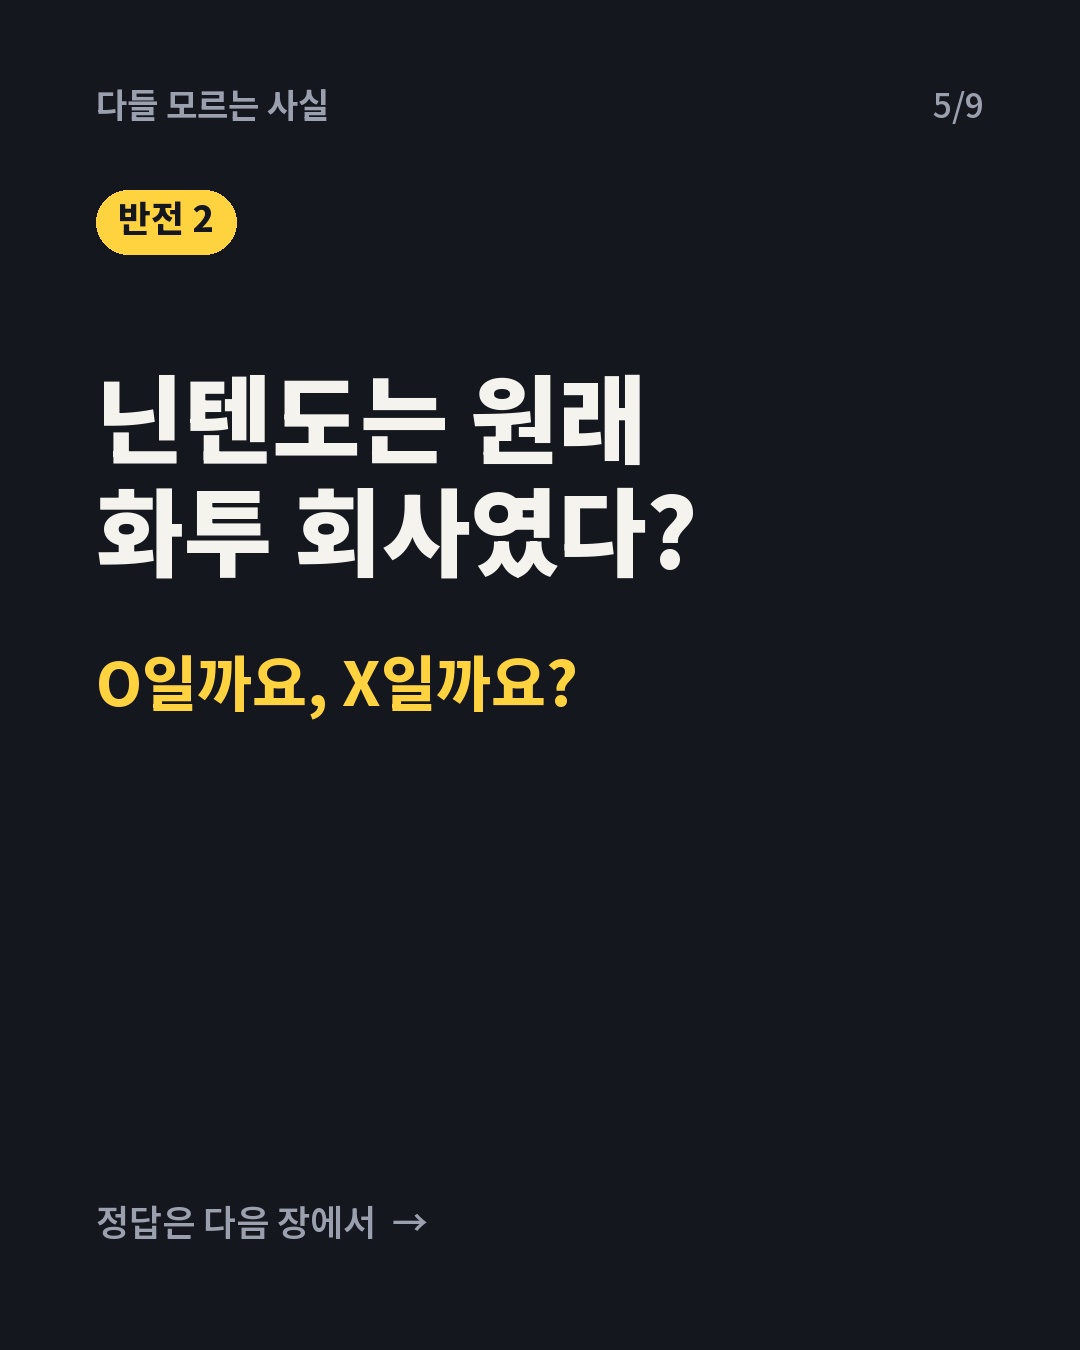 다들 모르는 사실
5/9
반전 2
닌텐도는 원래
화투 회사였다?
O일까요, X일까요?
정답은 다음 장에서 →